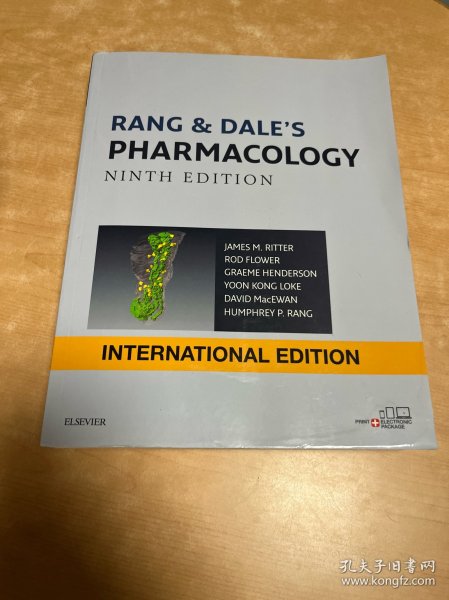 RANG & DALE'S
PHARMACOLOGY
NINTH EDITION
JAMES M. RITTER
ROD FLOWER
GRAEME HENDERSON
YOON KONG LOKE
DAVID MacEWAN
HUMPHREY P. RANG
INTERNATIONAL EDITION
ELSEVIER
PRINT + ELECTRONIC
PACKAGE
孔夫子旧书网
www.kongfz.com